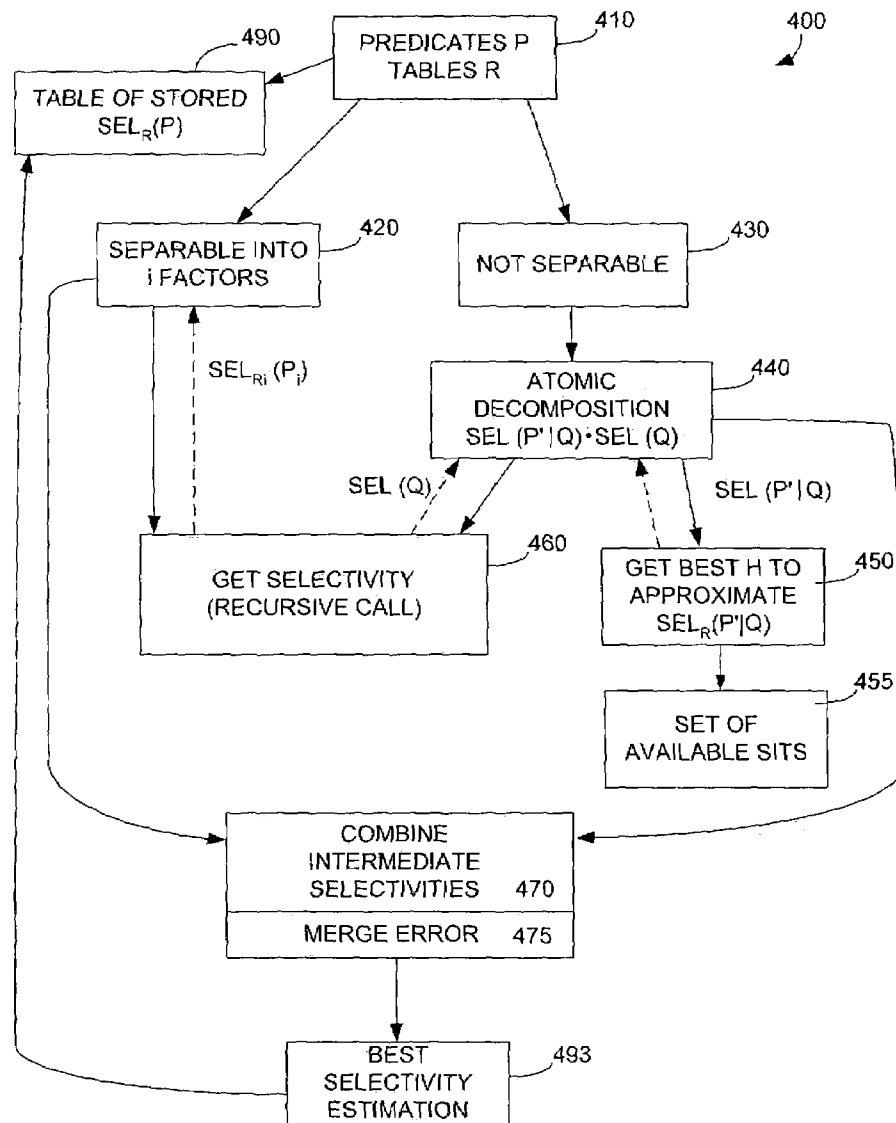 490
PREDICATES P
TABLES R
410
400
TABLE OF STORED
SEL_R(P)
SEPARABLE INTO
i FACTORS
420
NOT SEPARABLE
430
SEL_Ri (P_i)
ATOMIC
DECOMPOSITION
SEL (P'|Q)•SEL (Q)
440
SEL (Q)
SEL (P'|Q)
GET SELECTIVITY
(RECURSIVE CALL)
460
GET BEST H TO
APPROXIMATE
SEL_R(P'|Q)
450
455
SET OF
AVAILABLE SITS
COMBINE
INTERMEDIATE
SELECTIVITIES 470
MERGE ERROR 475
BEST
SELECTIVITY
ESTIMATION
493